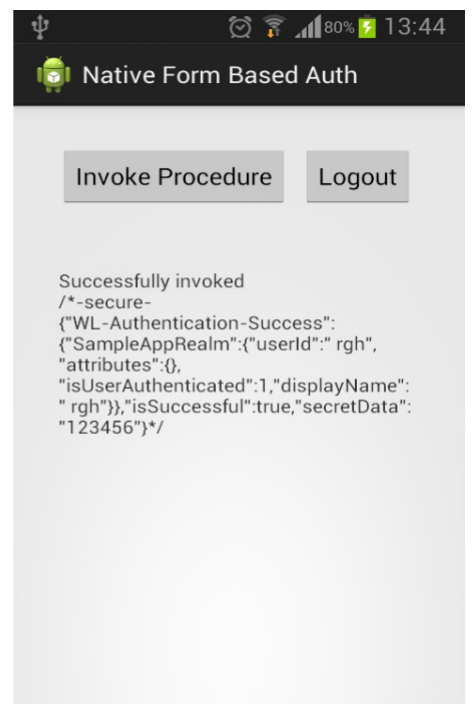 80% 13:44
Native Form Based Auth
Invoke Procedure Logout
Successfully invoked
/*-secure-
{"WL-Authentication-Success":
{"SampleAppRealm":{"userId":" rgh",
"attributes":{},
"isUserAuthenticated":1,"displayName":
" rgh"}},"isSuccessful":true,"secretData":
"123456"}*/